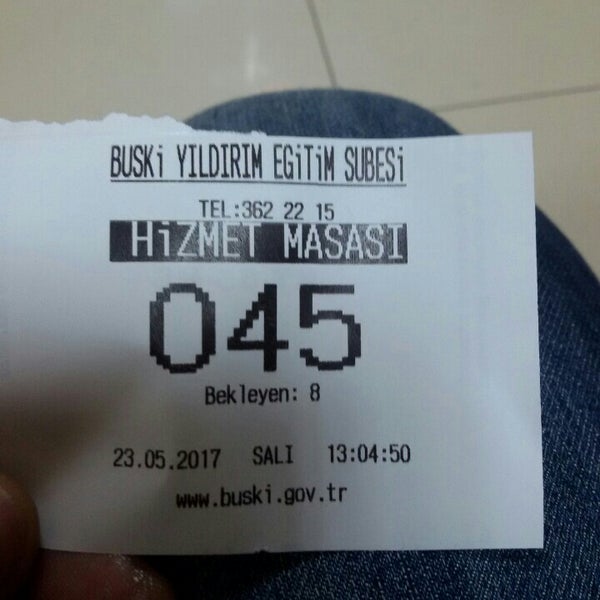 BUSKi YILDIRIM EGiTiM SUBESi
TEL:362 22 15
HiZMET MASASI
045
Bekleyen: 8
23.05.2017 SALI 13:04:50
www.buski.gov.tr